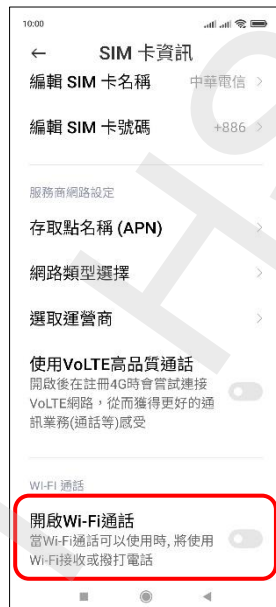 10:00
SIM 卡資訊
編輯 SIM 卡名稱 中華電信
編輯 SIM 卡號碼 +886
服務商網路設定
存取點名稱 (APN)
網路類型選擇
選取運營商
使用VoLTE高品質通話
開啟後在註冊4G時會嘗試連接
VoLTE網路，從而獲得更好的通
訊業務(通話等)感受
WI-FI 通話
開啟Wi-Fi通話
當Wi-Fi通話可以使用時, 將使用
Wi-Fi接收或撥打電話